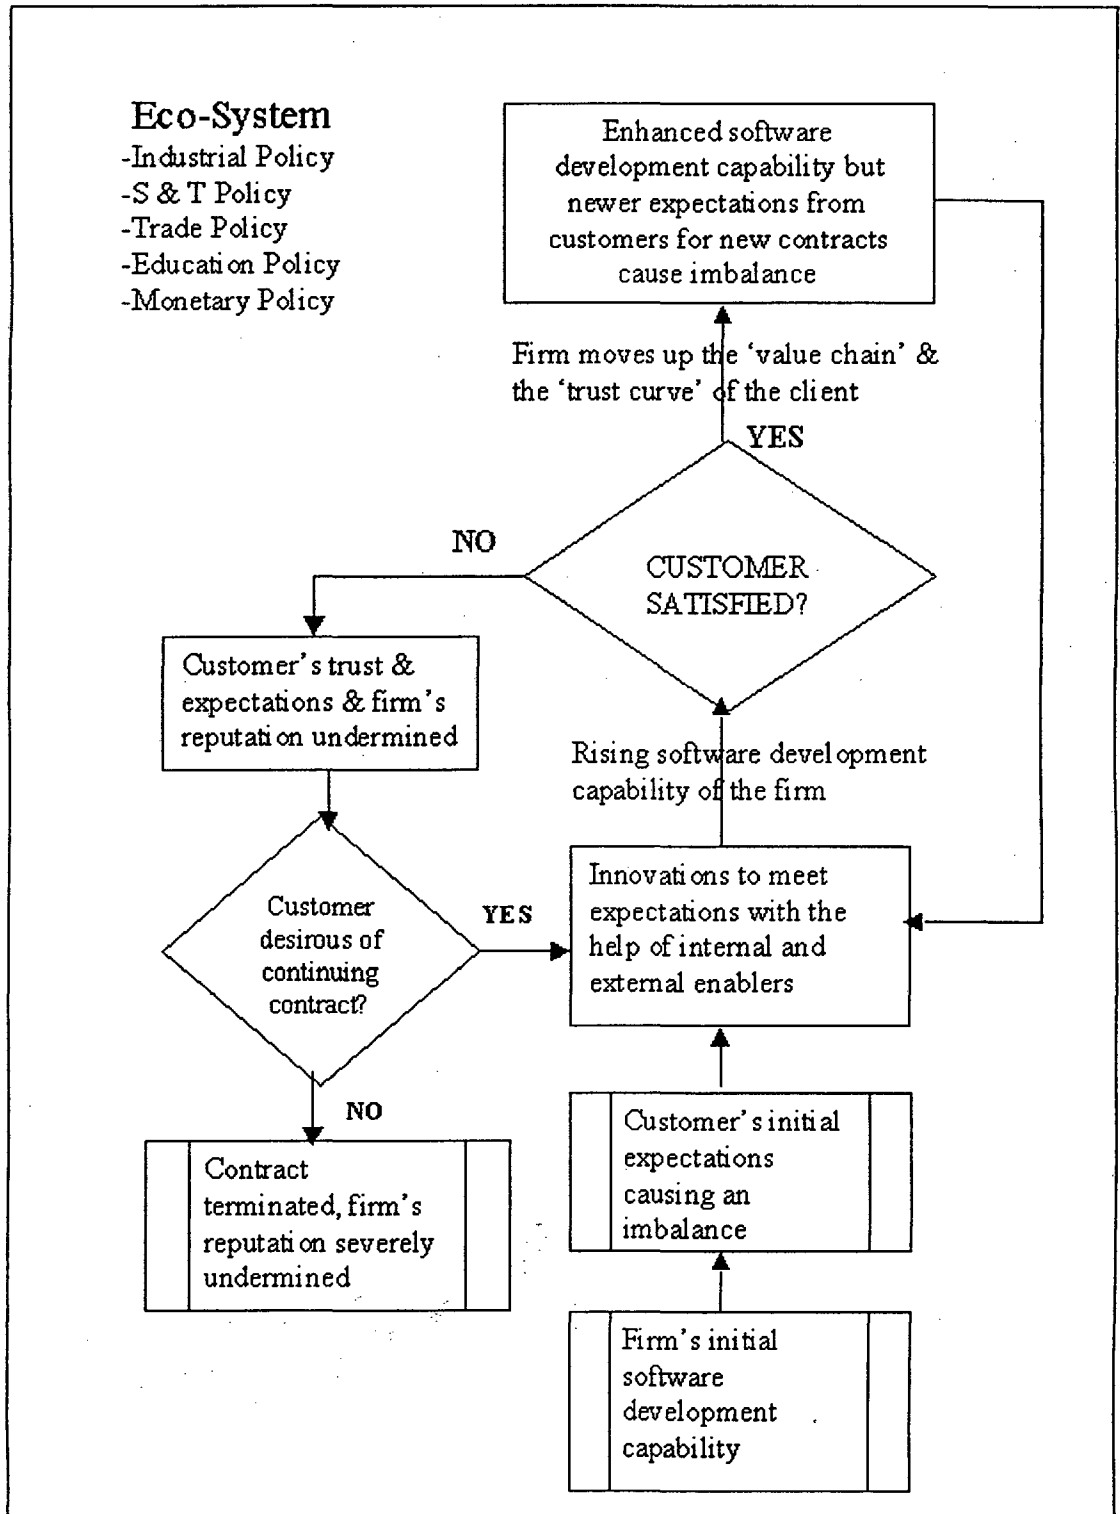 Eco-System
-Industrial Policy
-S & T Policy
-Trade Policy
-Education Policy
-Monetary Policy
Enhanced software
development capability but
newer expectations from
customers for new contracts
cause imbalance
Firm moves up the ‘value chain’ &
the ‘trust curve’ of the client
YES
NO
CUSTOMER
SATISFIED?
Customer’s trust &
expectations & firm’s
reputation undermined
Rising software development
capability of the firm
Customer
desirous of
continuing
contract?
YES
Innovations to meet
expectations with the
help of internal and
external enablers
NO
Contract
terminated, firm’s
reputation severely
undermined
Customer’s initial
expectations
causing an
imbalance
Firm’s initial
software
development
capability